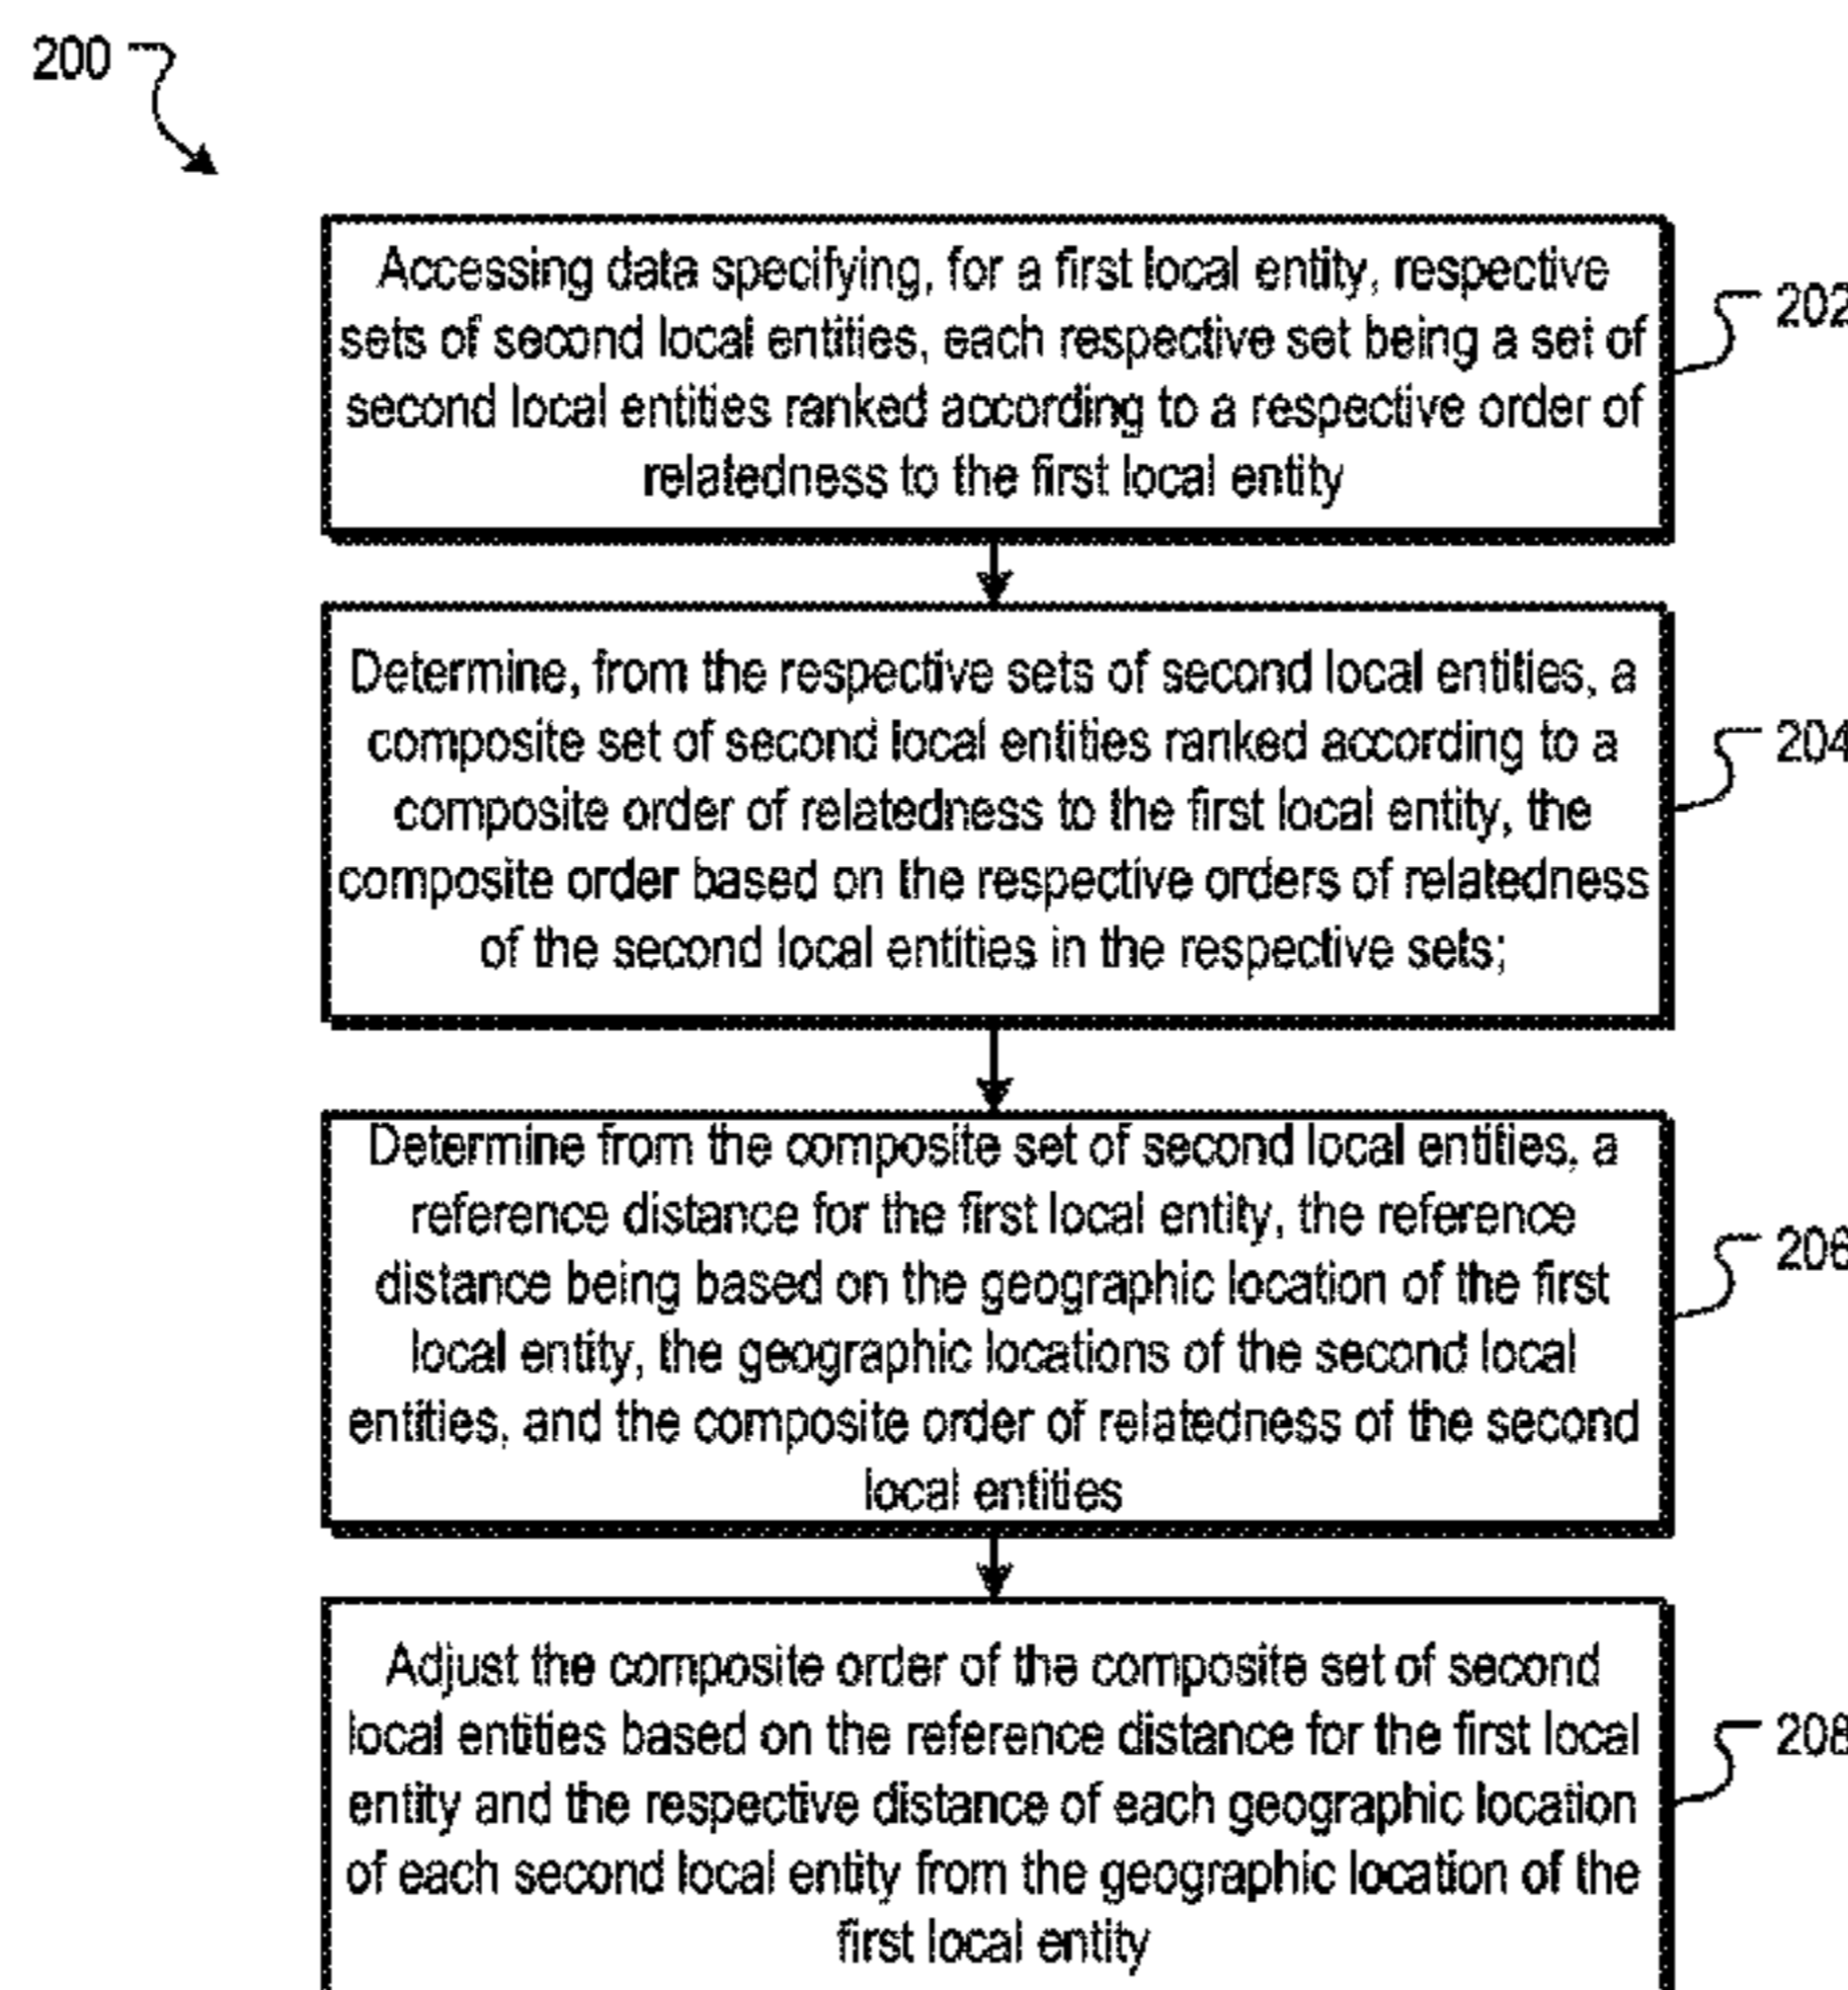 200
Accessing data specifying, for a first local entity, respective
sets of second local entities, each respective set being a set of
second local entities ranked according to a respective order of
relatedness to the first local entity
202
Determine, from the respective sets of second local entities, a
composite set of second local entities ranked according to a
composite order of relatedness to the first local entity, the
composite order based on the respective orders of relatedness
of the second local entities in the respective sets;
204
Determine from the composite set of second local entities, a
reference distance for the first local entity, the reference
distance being based on the geographic location of the first
local entity, the geographic locations of the second local
entities, and the composite order of relatedness of the second
local entities
206
Adjust the composite order of the composite set of second
local entities based on the reference distance for the first local
entity and the respective distance of each geographic location
of each second local entity from the geographic location of the
first local entity
208